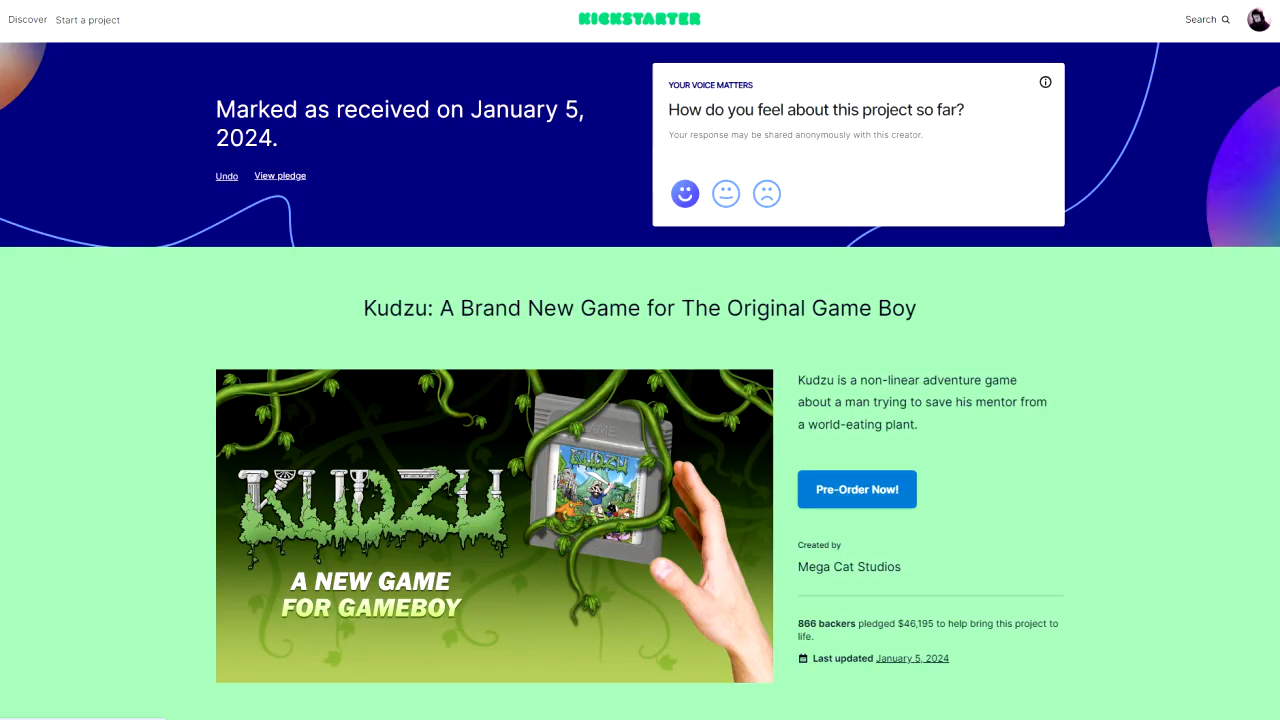 Discover
Start a project
KICKSTARTER
Search
Marked as received on January 5,
2024.
Undo
View pledge
YOUR VOICE MATTERS
How do you feel about this project so far?
Your response may be shared anonymously with this creator.
Kudzu: A Brand New Game for The Original Game Boy
GAME
KUDZU
KUDZU
A NEW GAME
FOR GAMEBOY
Kudzu is a non-linear adventure game
about a man trying to save his mentor from
a world-eating plant.
Pre-Order Now!
Created by
Mega Cat Studios
866 backers pledged $46,195 to help bring this project to
life.
Last updated January 5, 2024